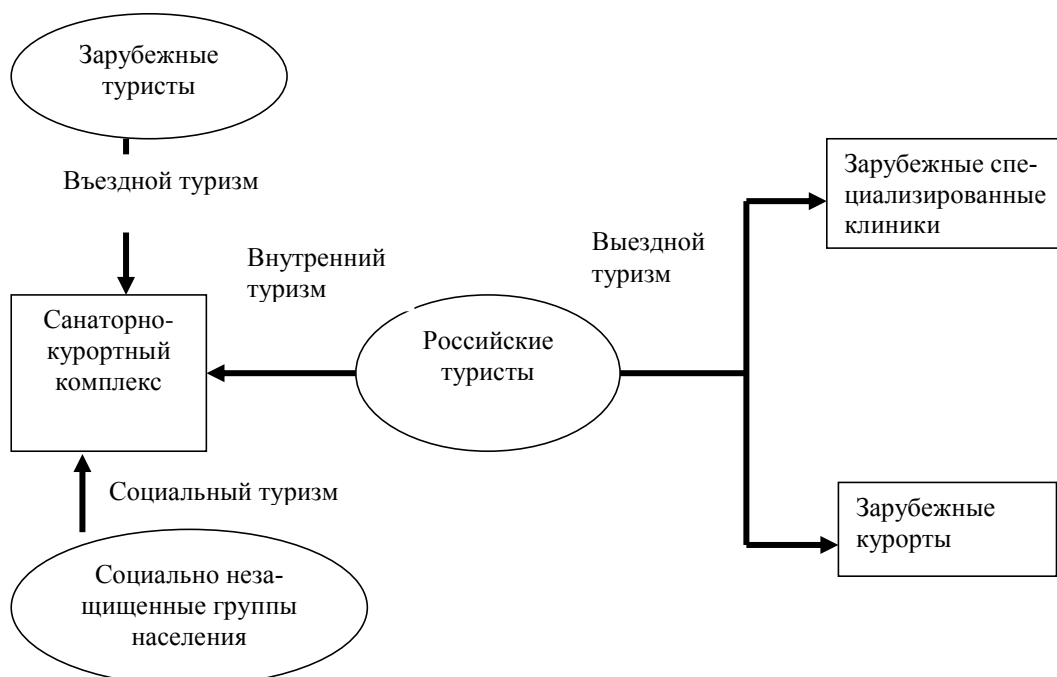 Зарубежные
туристы
Въездной туризм
Зарубежные спе-
циализированные
клиники
Внутренний
туризм
Выездной
туризм
Санаторно-
курортный
комплекс
Российские
туристы
Социальный туризм
Зарубежные
курорты
Социально неза-
щищенные группы
населения